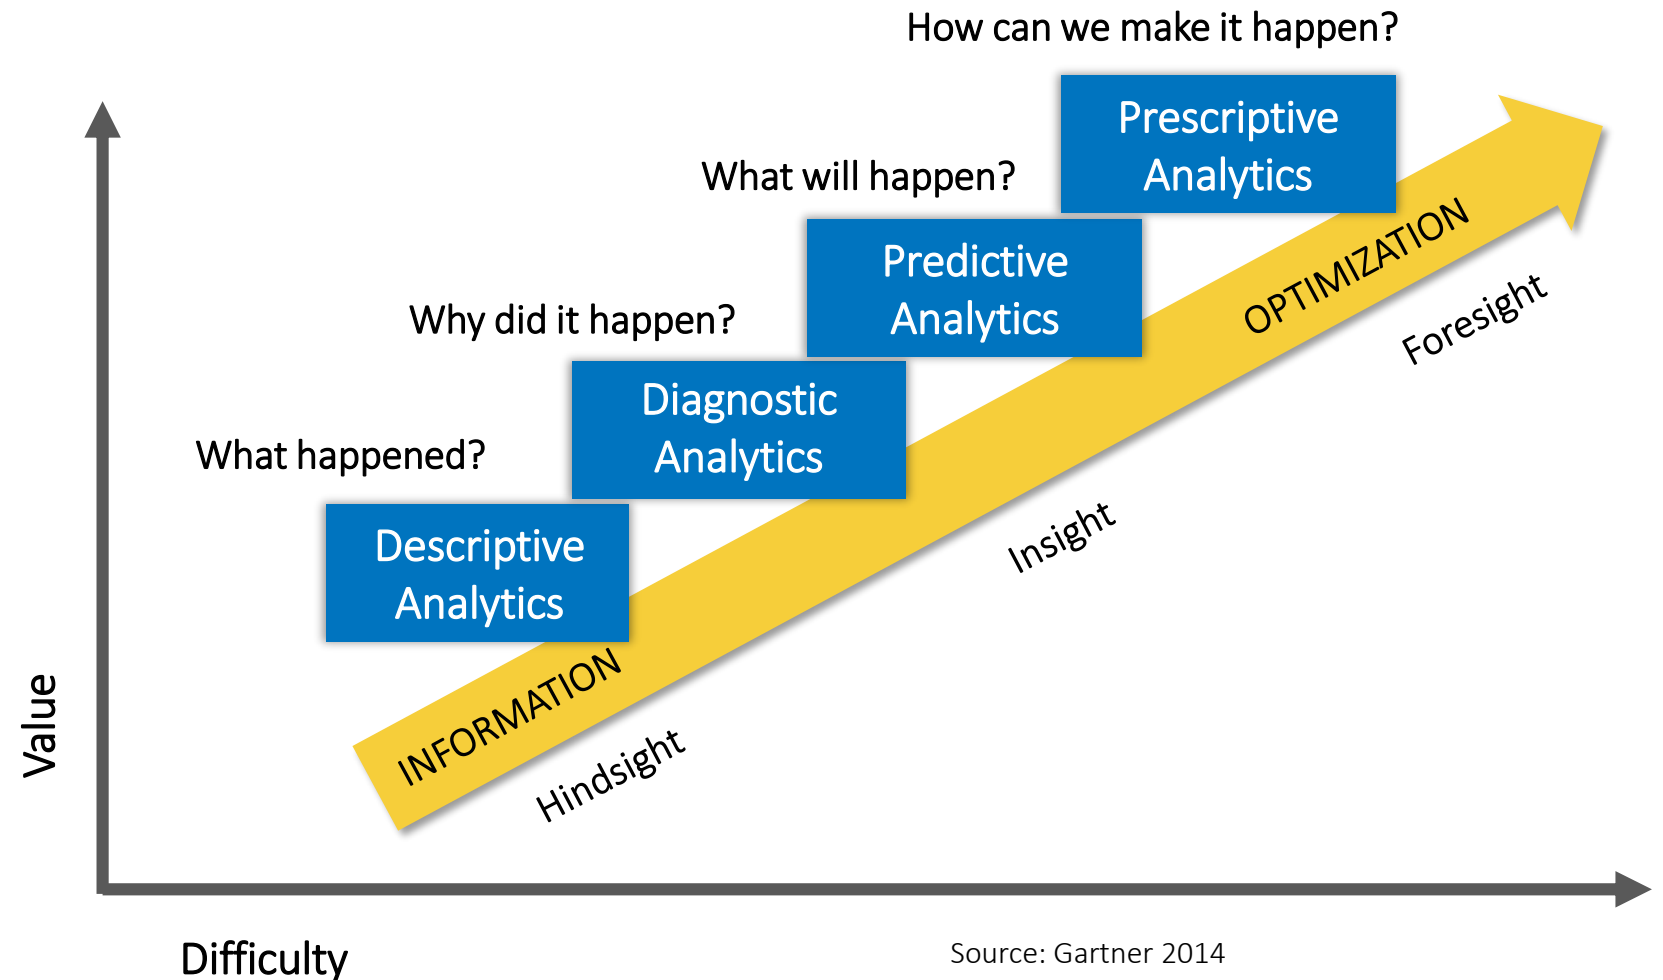 How can we make it happen?
Prescriptive
Analytics
What will happen?
Predictive
Analytics
Why did it happen?
Diagnostic
Analytics
What happened?
Descriptive
Analytics
OPTIMIZATION
Foresight
Insight
INFORMATION
Hindsight
Value
Difficulty
Source: Gartner 2014